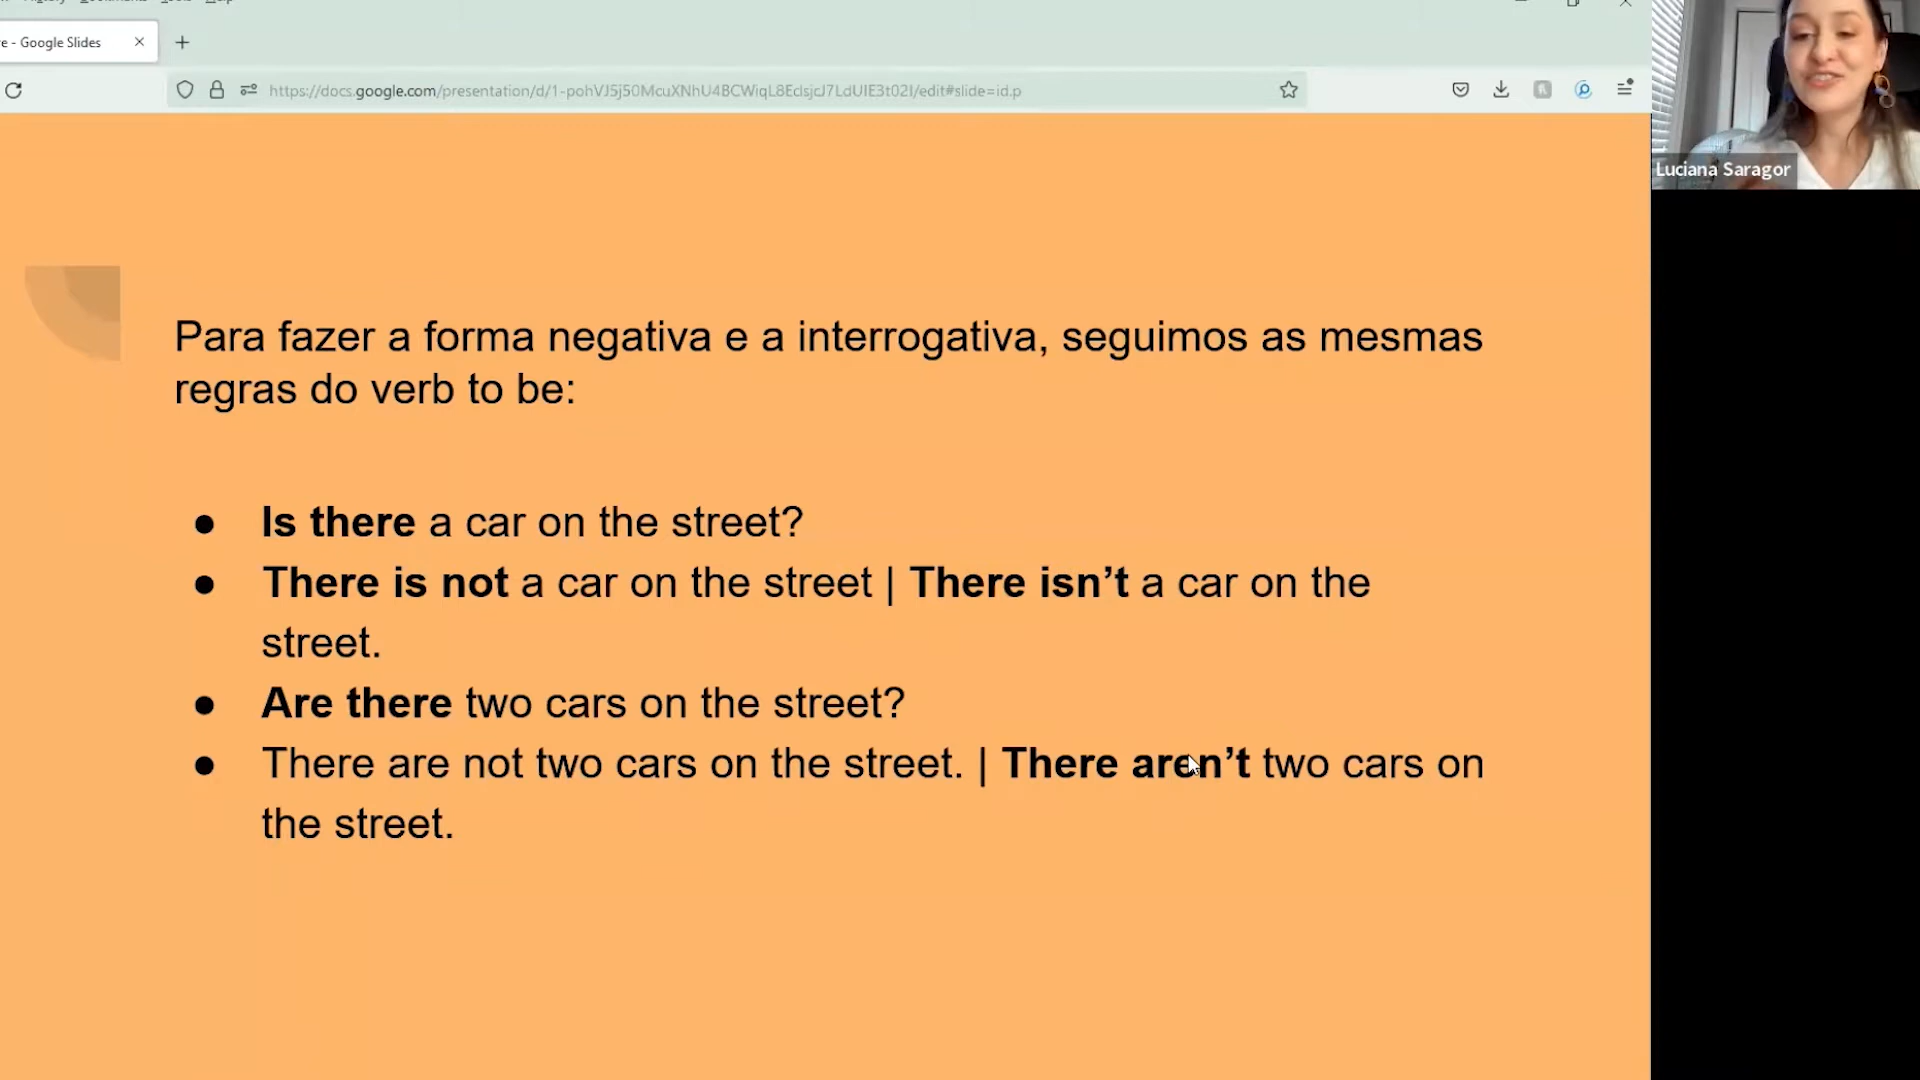 - Google Slides
https://docs.google.com/presentation/d/1-pohVJ5j50McuXNhU4BCWiqL8EdsjcJ7LdUIE3t02I/edit#slide=id.p
Luciana Saragor
Para fazer a forma negativa e a interrogativa, seguimos as mesmas
regras do verb to be:
● Is there a car on the street?
● There is not a car on the street | There isn’t a car on the
street.
● Are there two cars on the street?
● There are not two cars on the street. | There aren’t two cars on
the street.